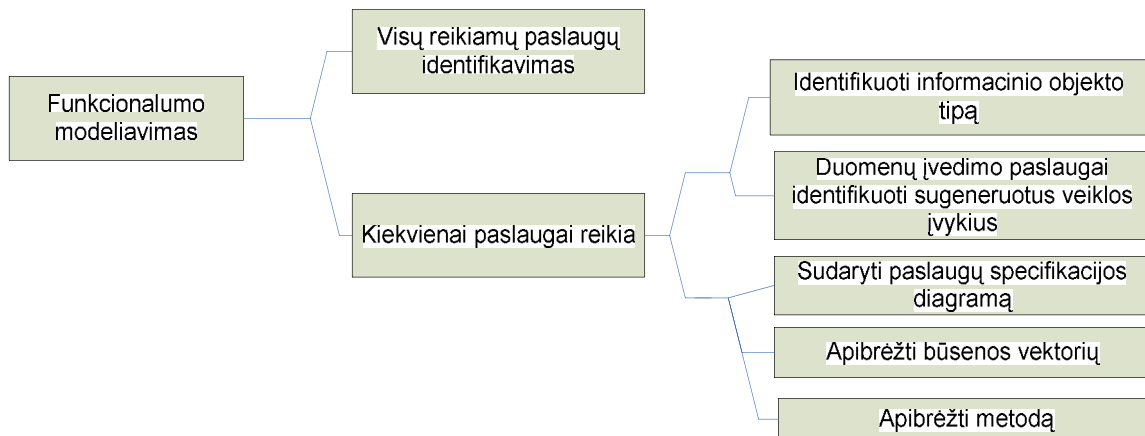 Funkcionalumo
modeliavimas
Visų reikiamų paslaugų
identifikavimas
Kiekvienai paslaugai reikia
Identifikuoti informacinio objekto
tipą
Duomenų įvedimo paslaugai
identifikuoti sugeneruotus veiklos
įvykius
Sudaryti paslaugų specifikacijos
diagramą
Apibrėžti būsenos vektorių
Apibrėžti metodą